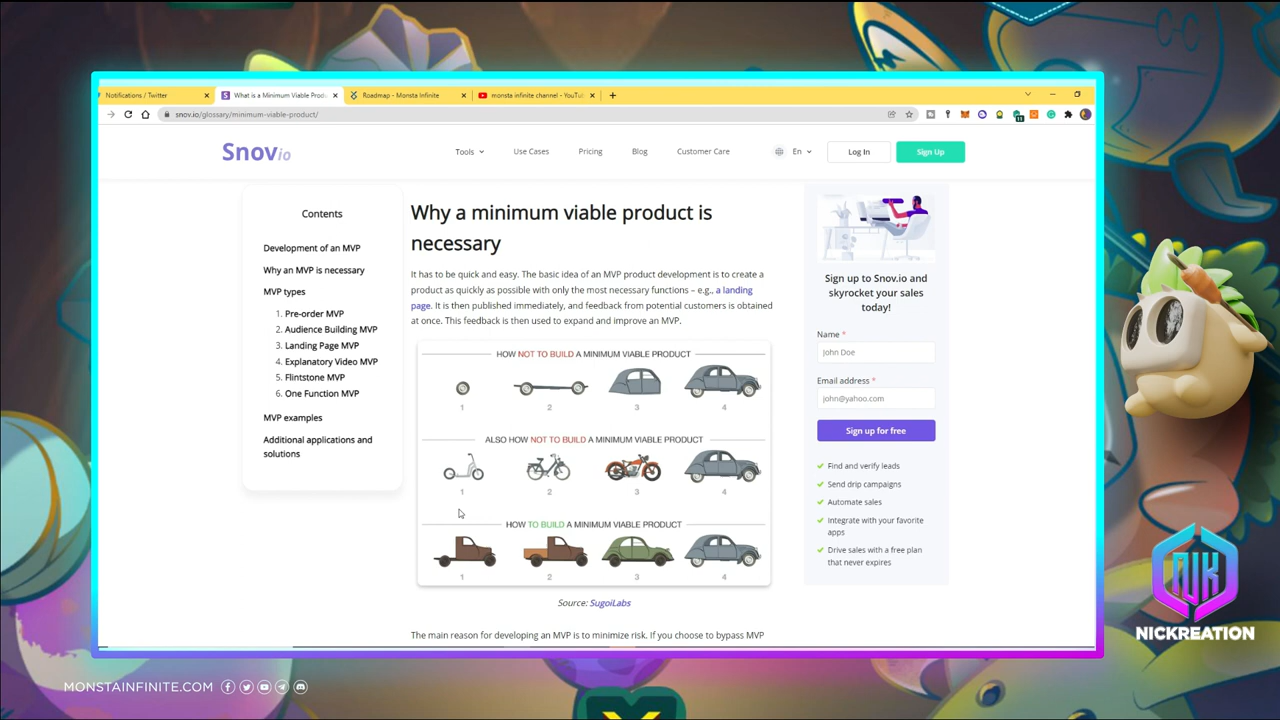 Notifications / Twitter
What is a Minimum Viable Prod
Roadmap - Monsta Infinite
monsta infinite channel - YouTu
snov.io/glossary/minimum-viable-product/
Snovio
Tools
Use Cases
Pricing
Blog
Customer Care
En
Log In
Sign Up
Contents
Development of an MVP
Why an MVP is necessary
MVP types
1. Pre-order MVP
2. Audience Building MVP
3. Landing Page MVP
4. Explanatory Video MVP
5. Flintstone MVP
6. One Function MVP
MVP examples
Additional applications and
solutions
Why a minimum viable product is
necessary
It has to be quick and easy. The basic idea of an MVP product development is to create a
product as quickly as possible with only the most necessary functions – e.g., a landing
page. It is then published immediately, and feedback from potential customers is obtained
at once. This feedback is then used to expand and improve an MVP.
HOW NOT TO BUILD A MINIMUM VIABLE PRODUCT
1 2 3 4
ALSO HOW NOT TO BUILD A MINIMUM VIABLE PRODUCT
1 2 3 4
HOW TO BUILD A MINIMUM VIABLE PRODUCT
1 2 3 4
Source: SugoiLabs
The main reason for developing an MVP is to minimize risk. If you choose to bypass MVP
Sign up to Snov.io and
skyrocket your sales
today!
Name *
John Doe
Email address *
john@yahoo.com
Sign up for free
Find and verify leads
Send drip campaigns
Automate sales
Integrate with your favorite
apps
Drive sales with a free plan
that never expires
NICKREATION
MONSTAINFINITE.COM